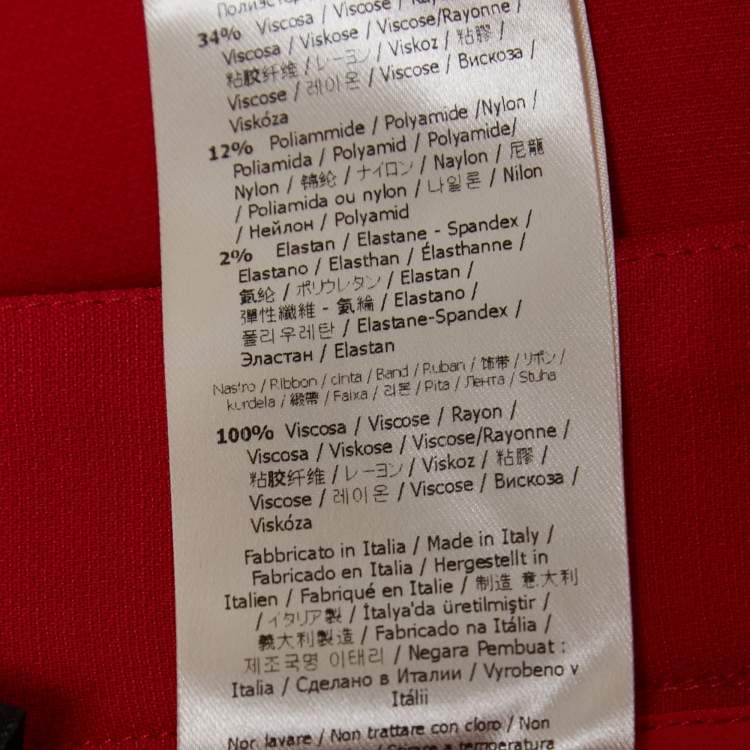 Полиэстер
34% Viscosa / Viscose / Rayon /
Viscosa / Viskose / Viscose/Rayonne /
粘胶纤维 / レーヨン / Viskoz / 粘膠 /
Viscose / 레이온 / Viscose / Вискоза /
Viskóza
12% Poliammide / Polyamide /Nylon /
Poliamida / Polyamid / Polyamide/
Nylon / 锦纶 / ナイロン / Naylon / 尼龍
/ Poliamida ou nylon / 나일론 / Nilon
/ Нейлон / Polyamid
2% Elastan / Elastane - Spandex /
Elastano / Elasthan / Élasthanne /
氨纶 / ポリウレタン / Elastan /
彈性纖維 - 氨綸 / Elastano /
폴리우레탄 / Elastane-Spandex /
Эластан / Elastan
Nastro / Ribbon / cinta / Band / Ruban / 饰带 / リボン /
kurdela / 緞帶 / Faixa / 리본 / Pita / Лента / Stuha
100% Viscosa / Viscose / Rayon /
Viscosa / Viskose / Viscose/Rayonne /
粘胶纤维 / レーヨン / Viskoz / 粘膠 /
Viscose / 레이온 / Viscose / Вискоза /
Viskóza
Fabbricato in Italia / Made in Italy /
Fabricado en Italia / Hergestellt in
Italien / Fabriqué en Italie / 制造 意大利
/ イタリア製 / İtalya'da üretilmiştir /
義大利製造 / Fabricado na Itália /
제조국명 이태리 / Negara Pembuat :
Italia / Сделано в Италии / Vyrobeno v
Itálii
Non lavare / Non trattare con cloro / Non
a temperatura